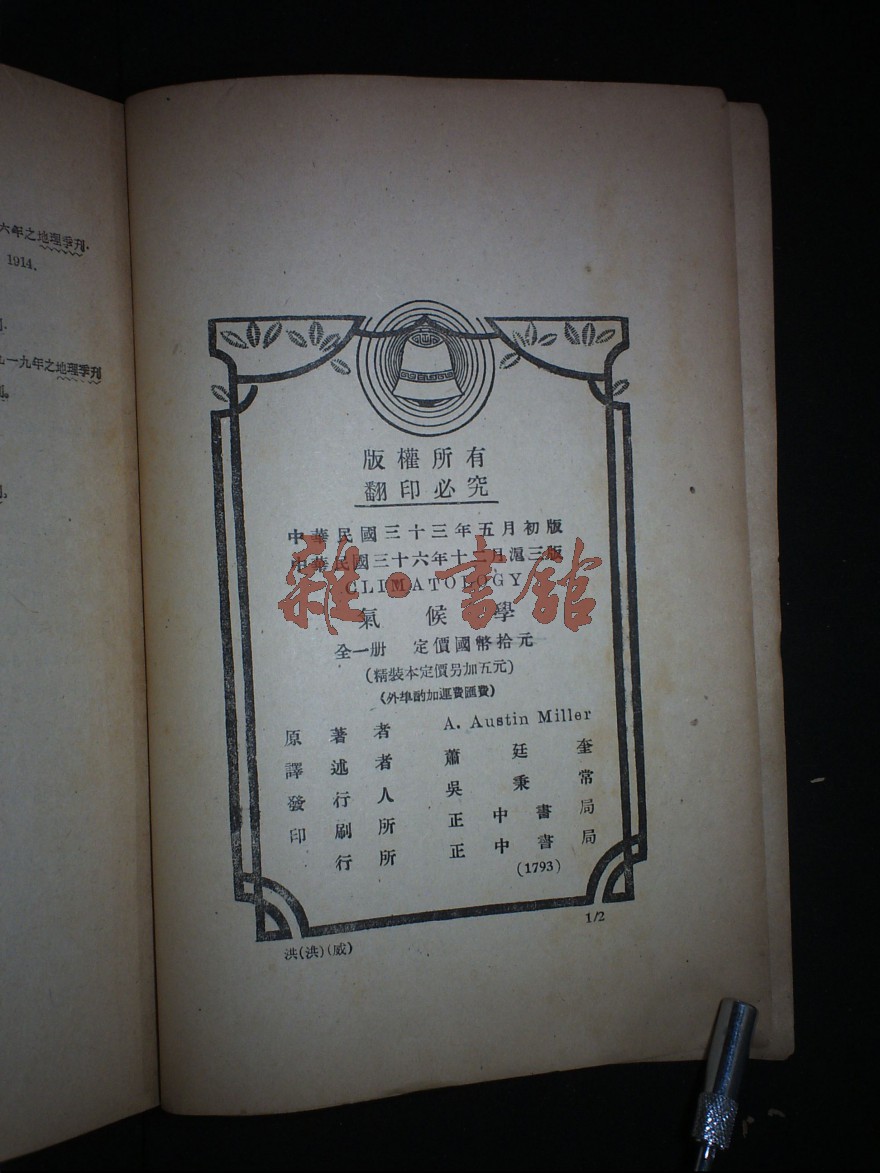 六年之地理季刊.
1914.
一九年之地理季刊
版權所有
翻印必究
中華民國三十三年五月初版
中華民國三十六年十二月滬三版
CLIMATOLOGY
氣候學
全一册 定價國幣拾元
(精裝本定價另加五元)
(外埠酌加運費匯費)
原著者 A. Austin Miller
譯述者 蕭廷奎
發行人 吳秉常
印刷所 正中書局
行所 正中書局
(1793)
1/2
洪(洪)(威)
雜·書館